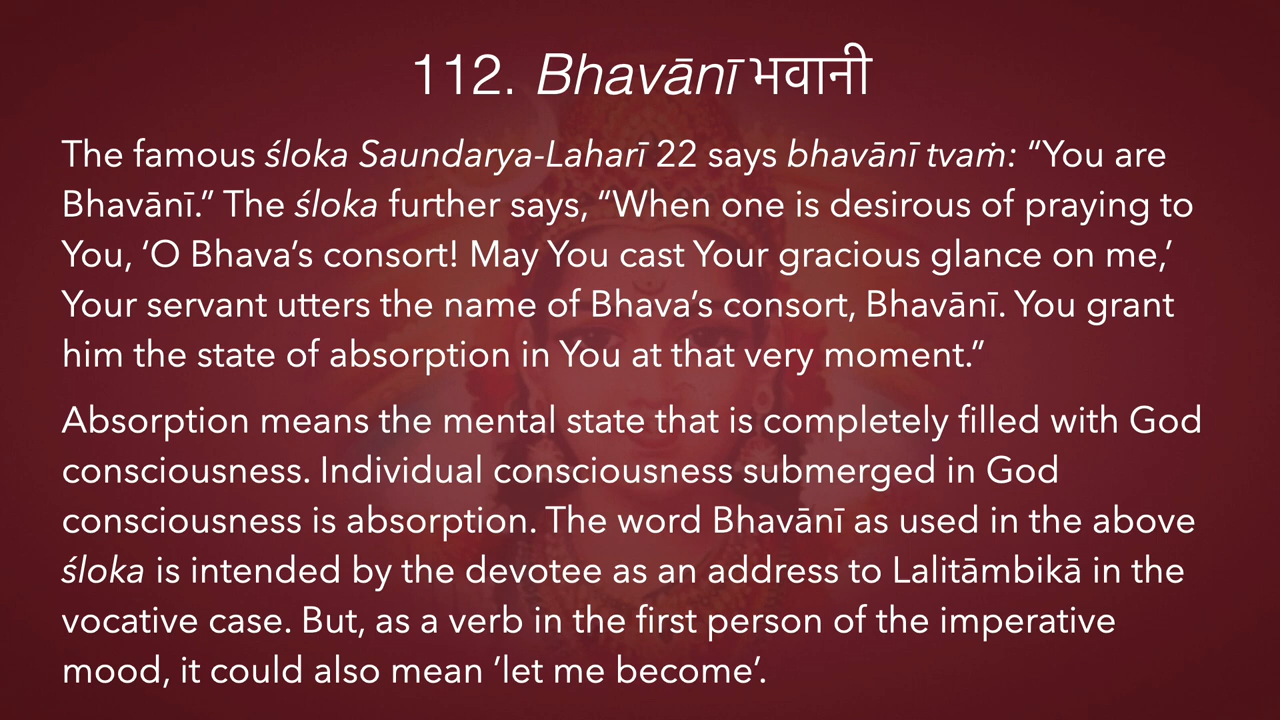 112. Bhavānī भवानी
The famous śloka Saundarya-Laharī 22 says bhavānī tvaṁ: “You are
Bhavānī.” The śloka further says, “When one is desirous of praying to
You, ‘O Bhava’s consort! May You cast Your gracious glance on me,’
Your servant utters the name of Bhava’s consort, Bhavānī. You grant
him the state of absorption in You at that very moment.”
Absorption means the mental state that is completely filled with God
consciousness. Individual consciousness submerged in God
consciousness is absorption. The word Bhavānī as used in the above
śloka is intended by the devotee as an address to Lalitāmbikā in the
vocative case. But, as a verb in the first person of the imperative
mood, it could also mean ‘let me become’.